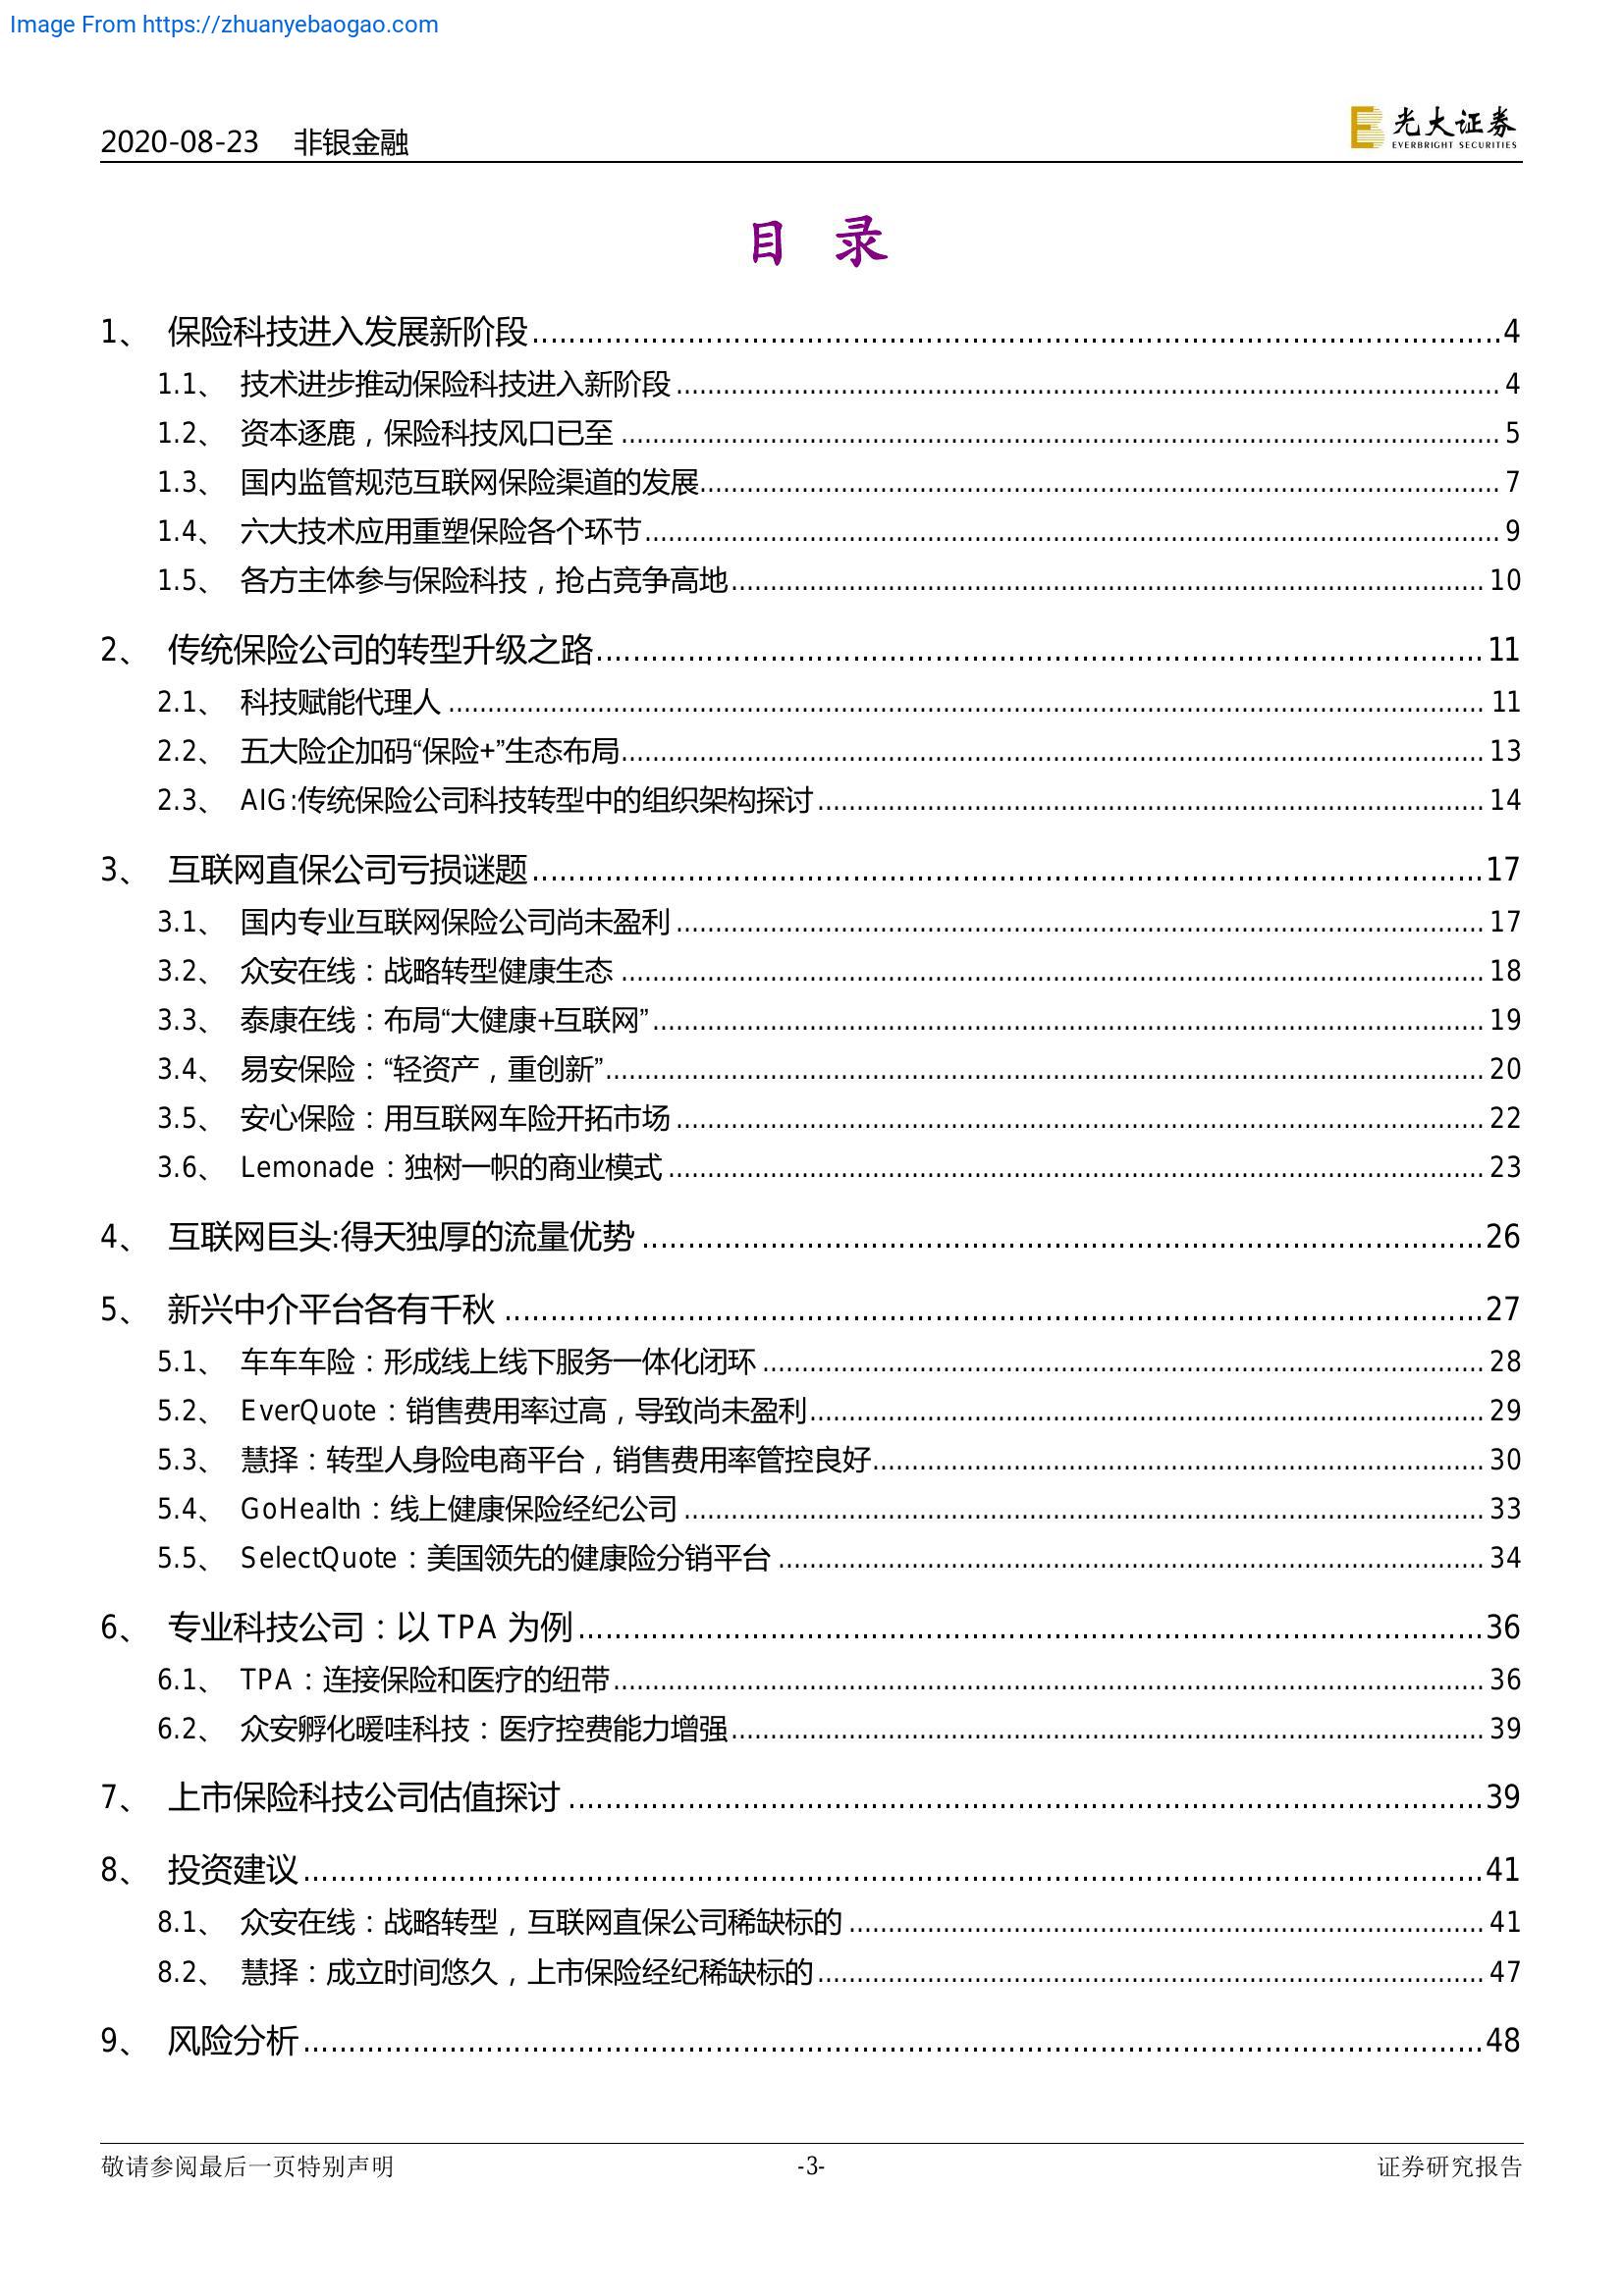 Image From https://zhuanyebaogao.com
2020-08-23 非银金融
光大证券
EVERBRIGHT SECURITIES
目 录
1、 保险科技进入发展新阶段 4
1.1、 技术进步推动保险科技进入新阶段 4
1.2、 资本逐鹿，保险科技风口已至 5
1.3、 国内监管规范互联网保险渠道的发展 7
1.4、 六大技术应用重塑保险各个环节 9
1.5、 各方主体参与保险科技，抢占竞争高地 10
2、 传统保险公司的转型升级之路 11
2.1、 科技赋能代理人 11
2.2、 五大险企加码“保险+”生态布局 13
2.3、 AIG:传统保险公司科技转型中的组织架构探讨 14
3、 互联网直保公司亏损谜题 17
3.1、 国内专业互联网保险公司尚未盈利 17
3.2、 众安在线：战略转型健康生态 18
3.3、 泰康在线：布局“大健康+互联网” 19
3.4、 易安保险：“轻资产，重创新” 20
3.5、 安心保险：用互联网车险开拓市场 22
3.6、 Lemonade：独树一帜的商业模式 23
4、 互联网巨头:得天独厚的流量优势 26
5、 新兴中介平台各有千秋 27
5.1、 车车车险：形成线上线下服务一体化闭环 28
5.2、 EverQuote：销售费用率过高，导致尚未盈利 29
5.3、 慧择：转型人身险电商平台，销售费用率管控良好 30
5.4、 GoHealth：线上健康保险经纪公司 33
5.5、 SelectQuote：美国领先的健康险分销平台 34
6、 专业科技公司：以 TPA 为例 36
6.1、 TPA：连接保险和医疗的纽带 36
6.2、 众安孵化暖哇科技：医疗控费能力增强 39
7、 上市保险科技公司估值探讨 39
8、 投资建议 41
8.1、 众安在线：战略转型，互联网直保公司稀缺标的 41
8.2、 慧择：成立时间悠久，上市保险经纪稀缺标的 47
9、 风险分析 48
敬请参阅最后一页特别声明 -3- 证券研究报告